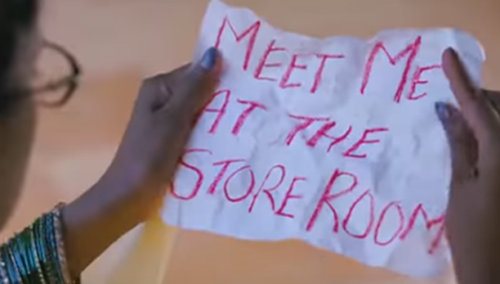 MEET ME
AT THE
STORE ROOM